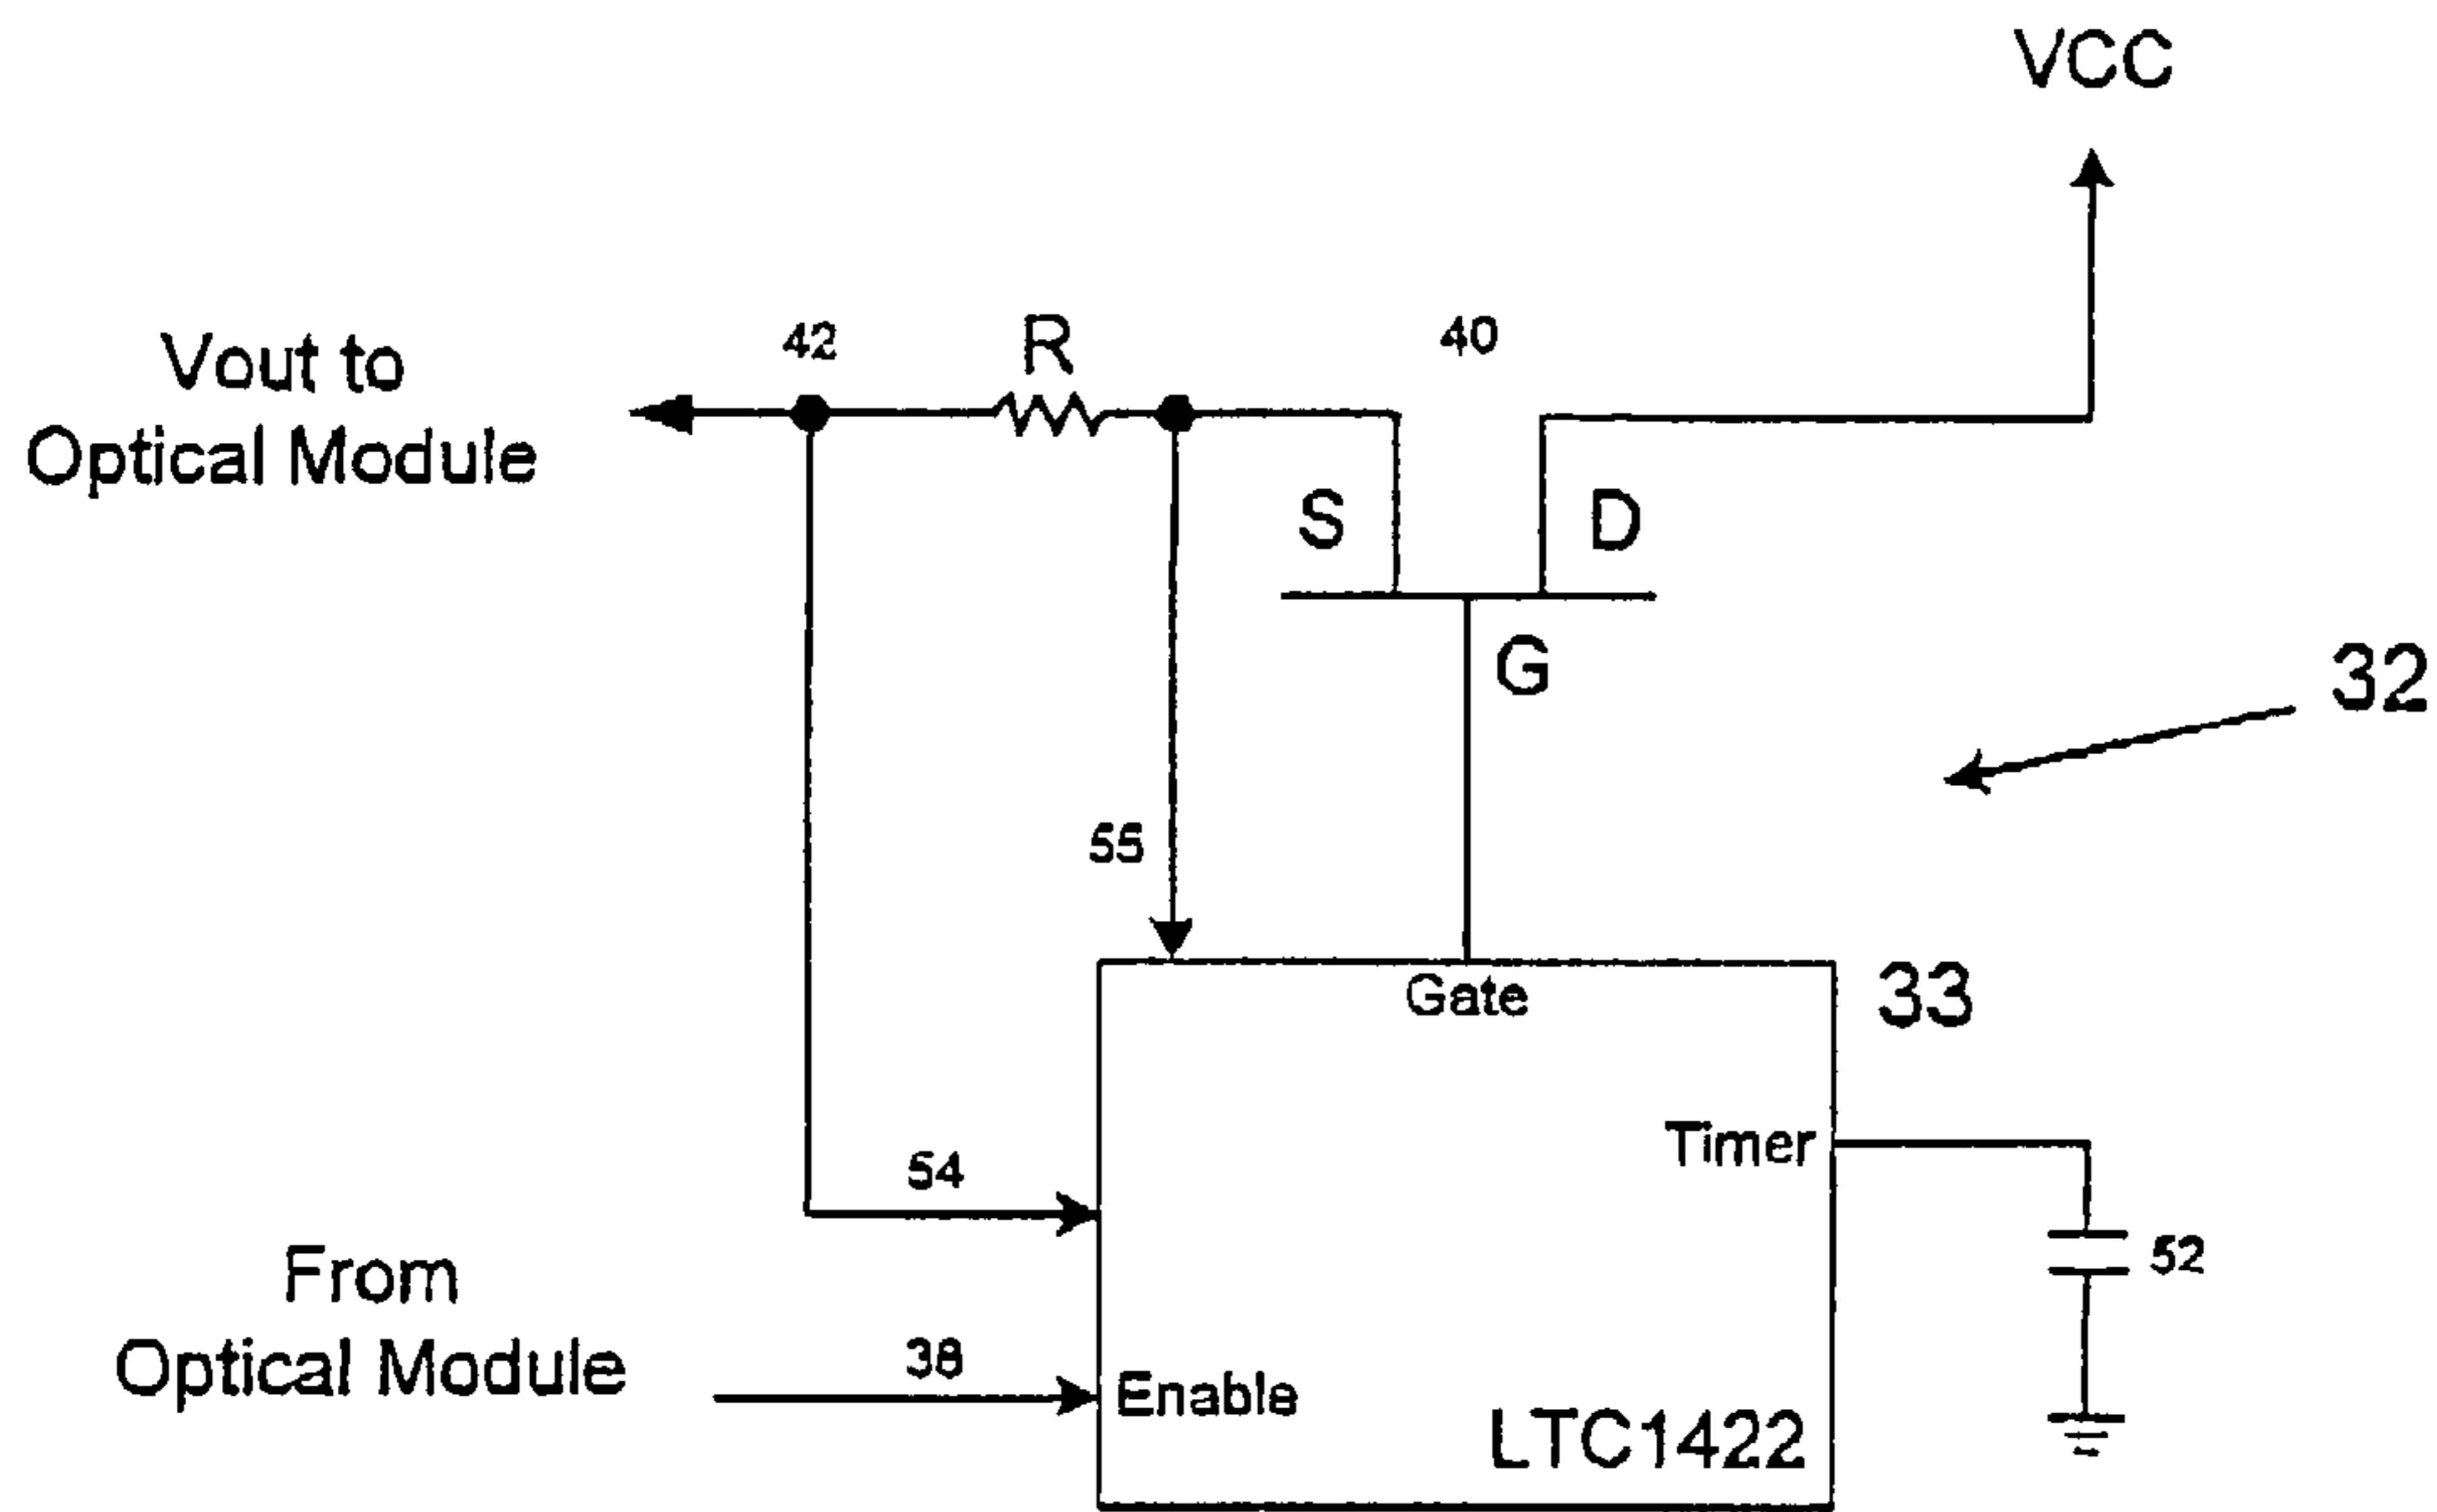 VCC
42
R
40
Vout to
Optical Module
S
D
G
32
55
Gate
33
Timer
54
52
From
Optical Module
38
Enable
LTC1422